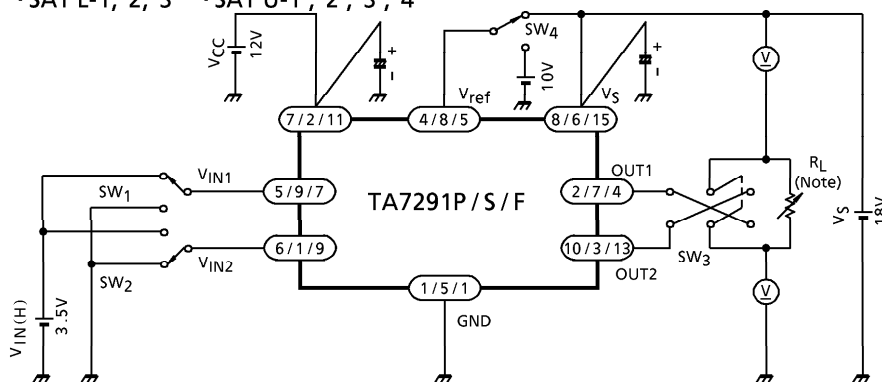 VSAT L-1, 2, 3 VSAT U-1, 2, 3, 4
VCC
12V
+
−
SW4
Vref
10V
VS
+
−
V
7/2/11
4/8/5
8/6/15
VIN1
SW1
5/9/7
TA7291P/S/F
2/7/4
OUT1
RL
(Note)
VS
18V
6/1/9
VIN2
SW2
10/3/13
OUT2
SW3
1/5/1
GND
VIN(H)
3.5V
V